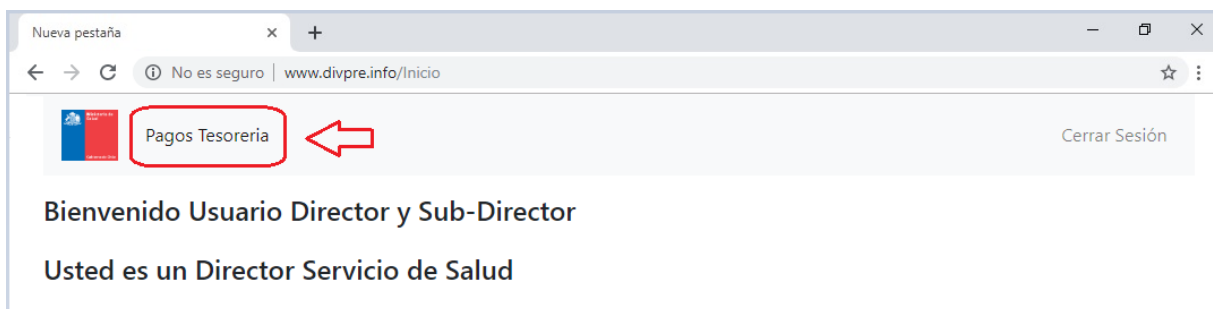 Nueva pestaña
No es seguro | www.divpre.info/Inicio
Pagos Tesoreria
Cerrar Sesión
Bienvenido Usuario Director y Sub-Director
Usted es un Director Servicio de Salud